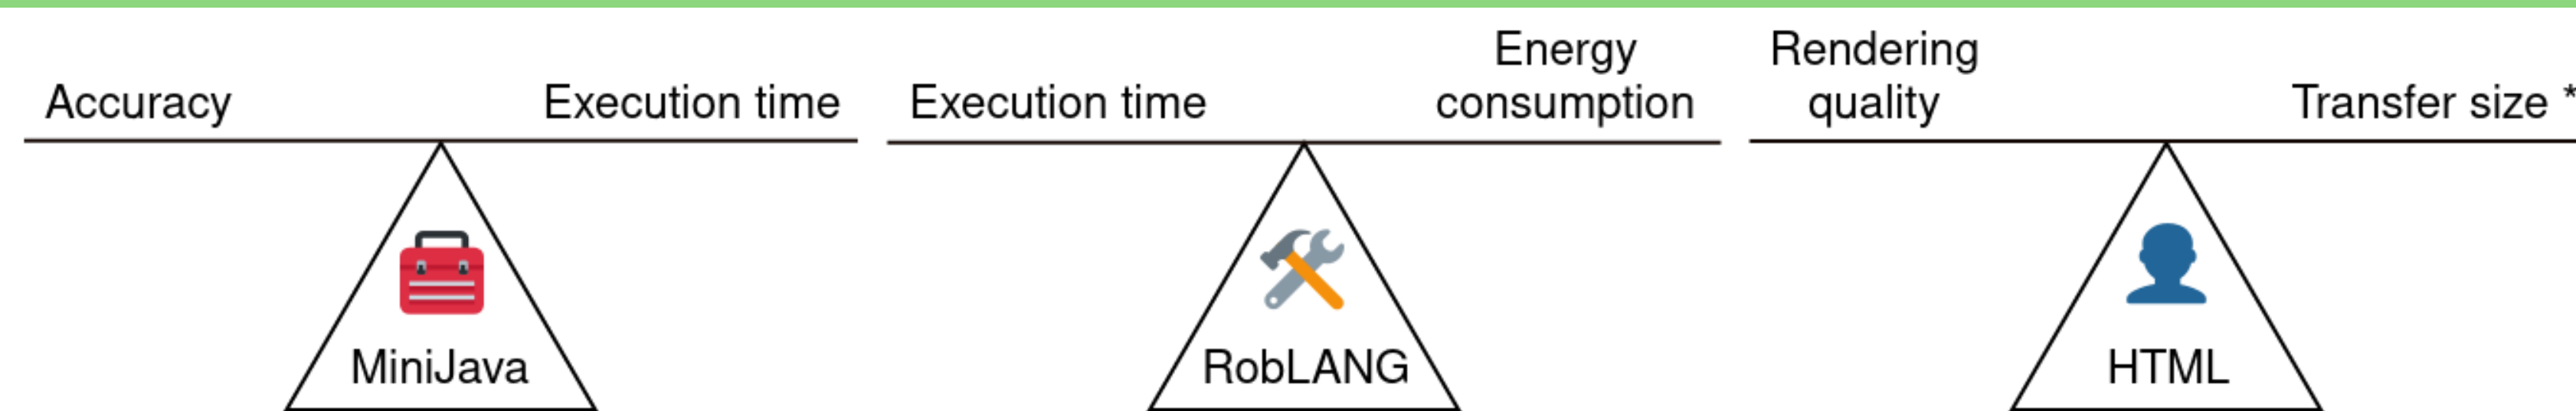 Accuracy
Execution time
MiniJava
Execution time
Energy
consumption
RobLANG
Rendering
quality
Transfer size *
HTML